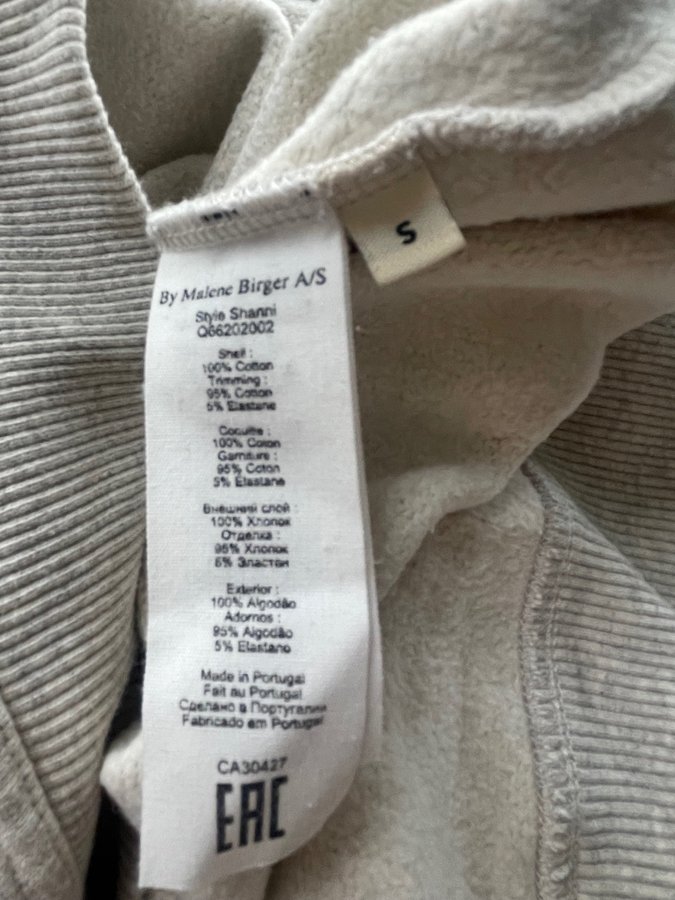 S
By Malene Birger A/S
Style Shanni
Q66202002
Shell :
100% Cotton
Trimming :
95% Cotton
5% Elastane
Coquille :
100% Coton
Garniture :
95% Coton
5% Elastane
Внешний слой :
100% Хлопок
Отделка :
95% Хлопок
5% Эластан
Exterior :
100% Algodão
Adornos :
95% Algodão
5% Elastano
Made in Portugal
Fait au Portugal
Сделано в Португалии
Fabricado em Portugal
CA30427
EAC